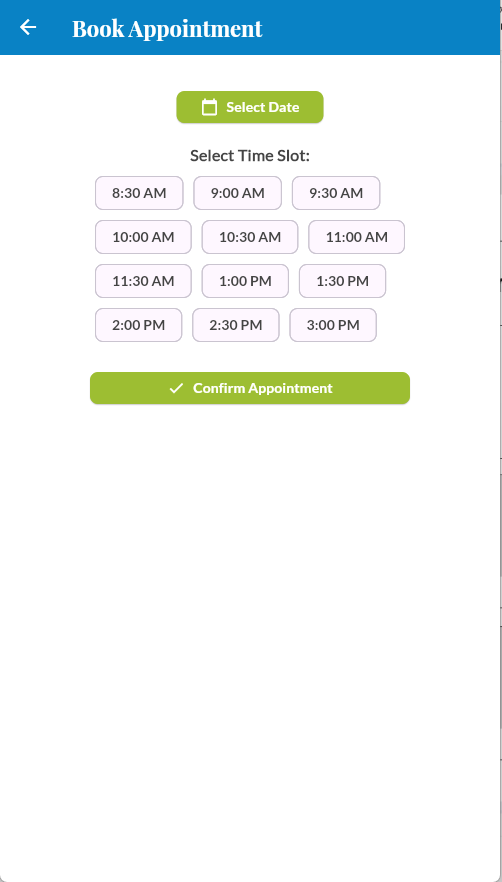 Book Appointment
Select Date
Select Time Slot:
8:30 AM 9:00 AM 9:30 AM
10:00 AM 10:30 AM 11:00 AM
11:30 AM 1:00 PM 1:30 PM
2:00 PM 2:30 PM 3:00 PM
Confirm Appointment